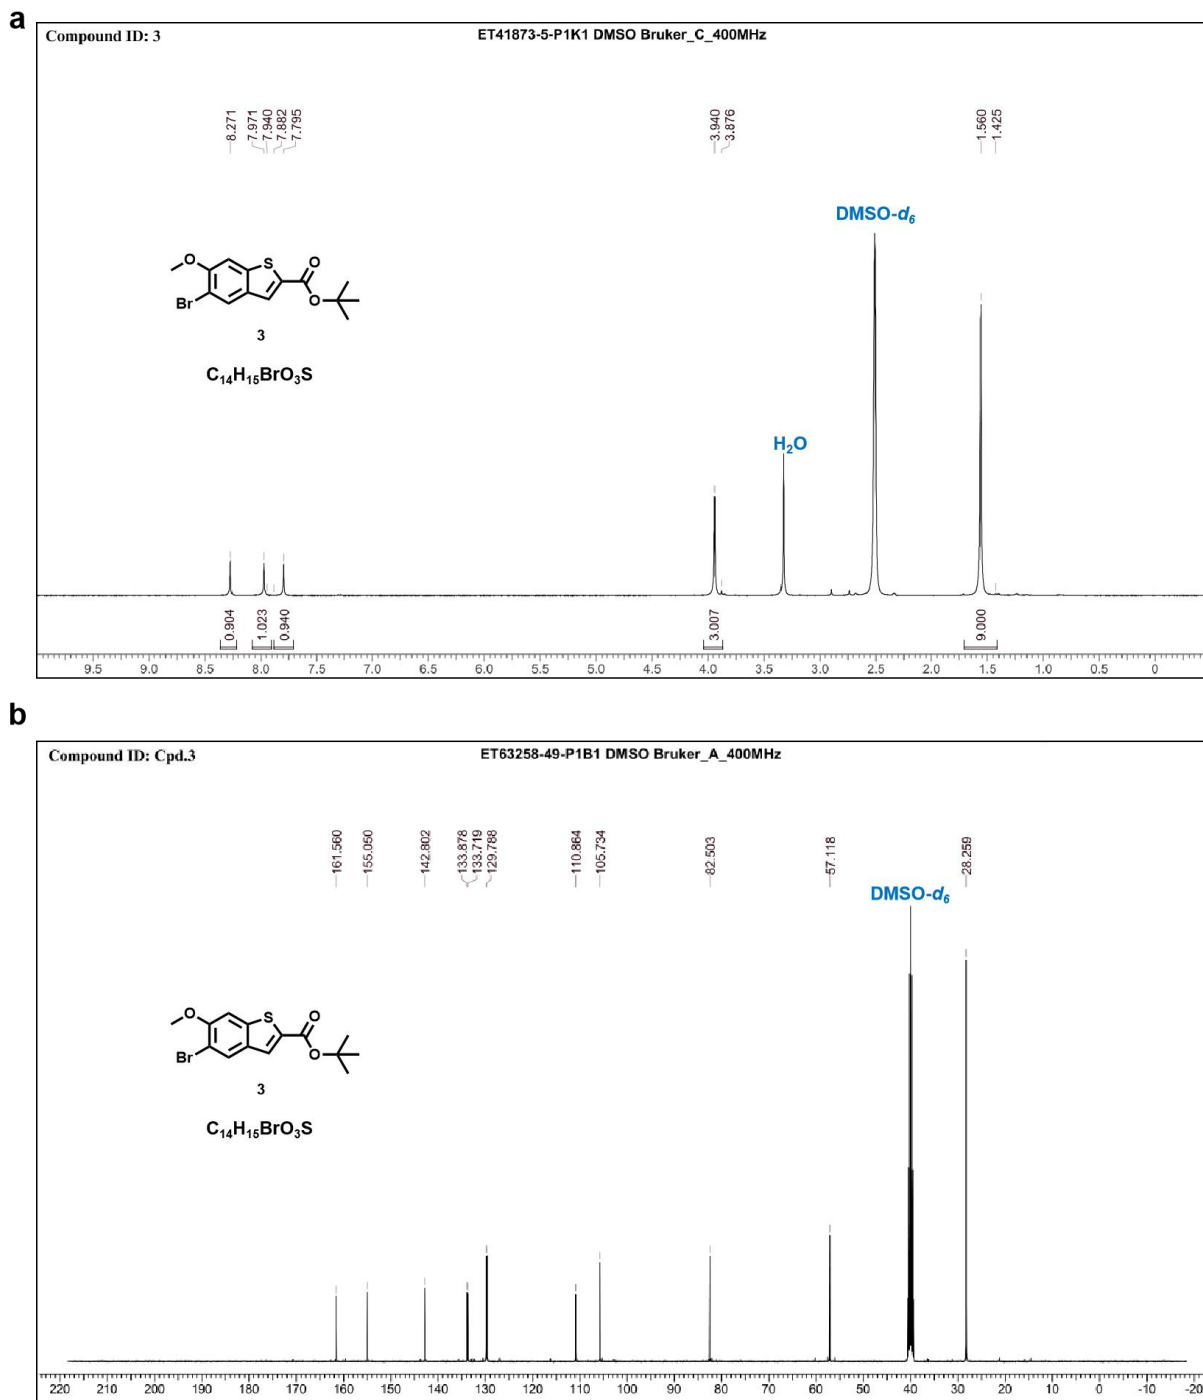 a
Compound ID: 3
ET41873-5-P1K1 DMSO Bruker_C_400MHz
8.271
7.971
7.940
7.882
7.795
3.940
3.876
1.560
1.425
DMSO-d6
O
S
O
Br
O
3
C14H15BrO3S
H2O
0.904
1.023
0.940
3.007
9.000
9.5 9.0 8.5 8.0 7.5 7.0 6.5 6.0 5.5 5.0 4.5 4.0 3.5 3.0 2.5 2.0 1.5 1.0 0.5 0
b
Compound ID: Cpd.3
ET63258-49-P1B1 DMSO Bruker_A_400MHz
161.560
155.050
142.802
133.878
133.719
129.788
110.864
105.734
82.503
57.118
28.259
DMSO-d6
O
S
O
Br
O
3
C14H15BrO3S
220 210 200 190 180 170 160 150 140 130 120 110 100 90 80 70 60 50 40 30 20 10 0 -10 -20